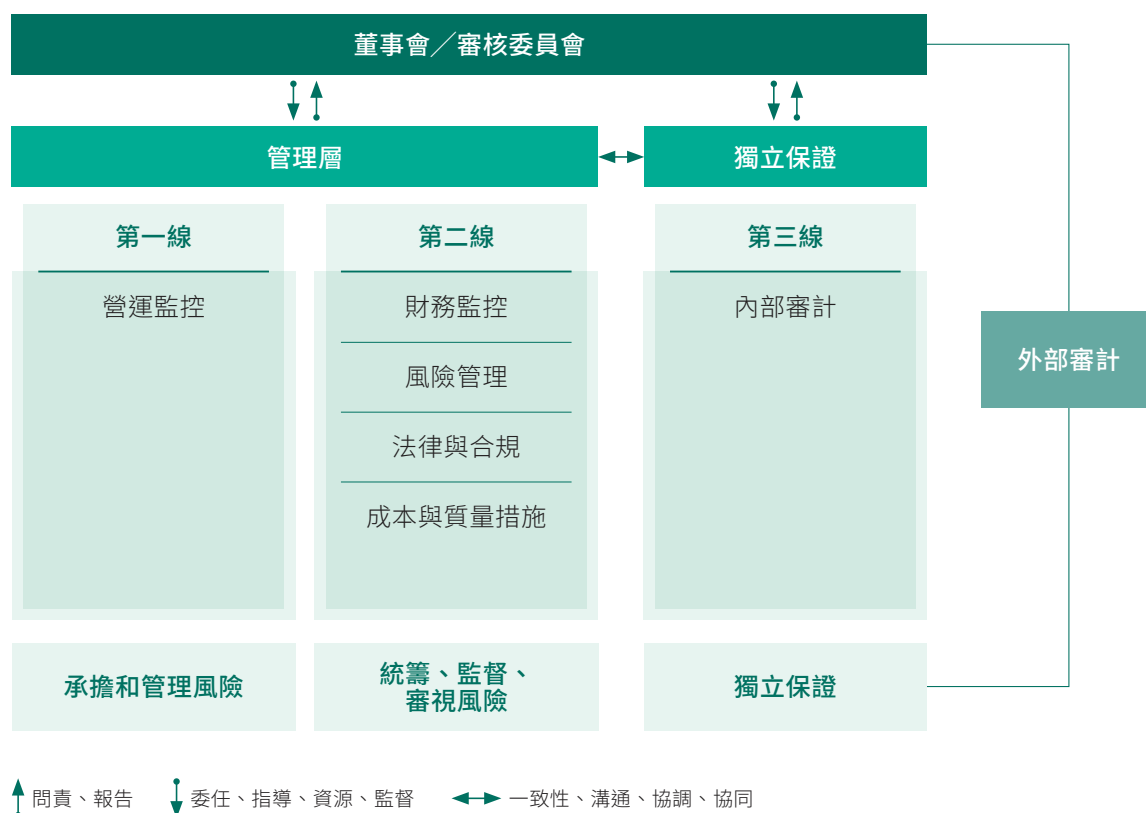 董事會／審核委員會
管理層
獨立保證
第一線
第二線
第三線
營運監控
財務監控
內部審計
風險管理
法律與合規
成本與質量措施
外部審計
承擔和管理風險
統籌、監督、
審視風險
獨立保證
問責、報告
委任、指導、資源、監督
一致性、溝通、協調、協同